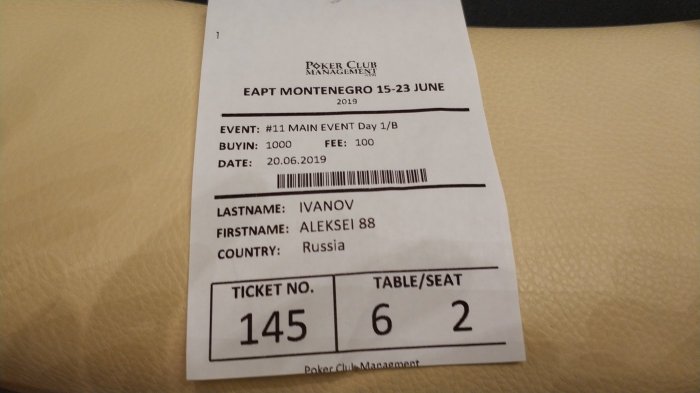 1
POKER CLUB
MANAGEMENT
EAPT MONTENEGRO 15-23 JUNE
2019
EVENT: #11 MAIN EVENT Day 1/B
BUYIN: 1000 FEE: 100
DATE: 20.06.2019
LASTNAME: IVANOV
FIRSTNAME: ALEKSEI 88
COUNTRY: Russia
TICKET NO. TABLE/SEAT
145 6 2
Poker Club Management